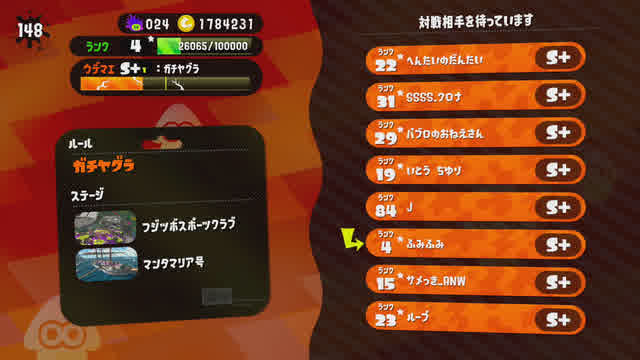 148
024 1784231
ランク 4★ 26065/100000
ウデマエ S+1 : ガチヤグラ
ルール
ガチヤグラ
ステージ
フジツボスポーツクラブ
マンタマリア号
対戦相手を待っています
ランク 22★ へんたいのだんたい S+
ランク 31★ SSSS.クロナ S+
ランク 29★ パブロのおねえさん S+
ランク 19★ いとう ちゆり S+
ランク 84 J S+
ランク 4★ ふみふみ S+
ランク 15★ サメっき_ANW S+
ランク 23★ ループ S+